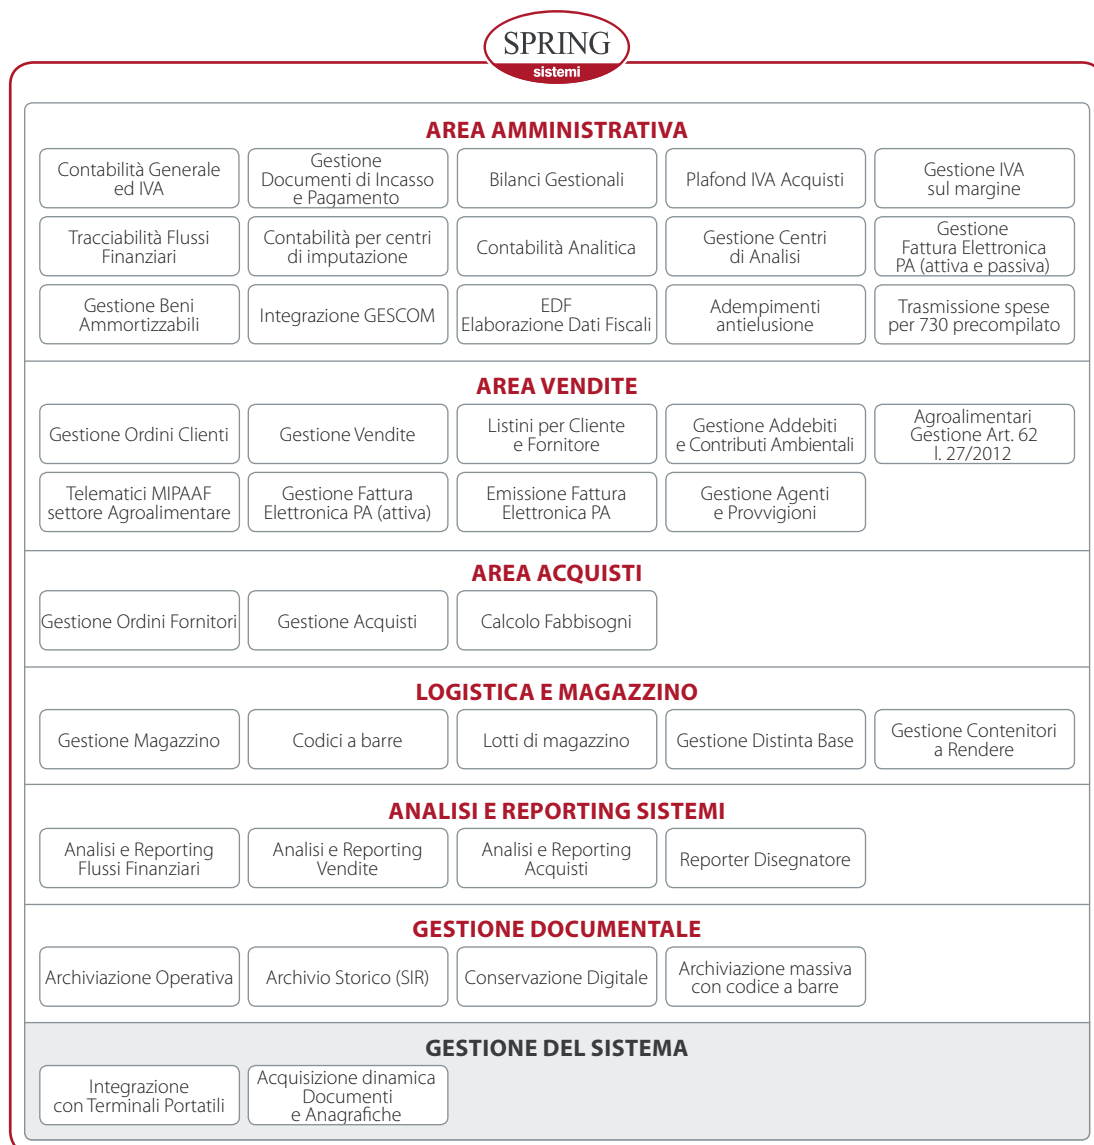 SPRING
sistemi
AREA AMMINISTRATIVA
Contabilità Generale
ed IVA
Gestione
Documenti di Incasso
e Pagamento
Bilanci Gestionali
Plafond IVA Acquisti
Gestione IVA
sul margine
Tracciabilità Flussi
Finanziari
Contabilità per centri
di imputazione
Contabilità Analitica
Gestione Centri
di Analisi
Gestione
Fattura Elettronica
PA (attiva e passiva)
Gestione Beni
Ammortizzabili
Integrazione GESCOM
EDF
Elaborazione Dati Fiscali
Adempimenti
antielusione
Trasmissione spese
per 730 precompilato
AREA VENDITE
Gestione Ordini Clienti
Gestione Vendite
Listini per Cliente
e Fornitore
Gestione Addebiti
e Contributi Ambientali
Agroalimentari
Gestione Art. 62
l. 27/2012
Telematici MIPAAF
settore Agroalimentare
Gestione Fattura
Elettronica PA (attiva)
Emissione Fattura
Elettronica PA
Gestione Agenti
e Provvigioni
AREA ACQUISTI
Gestione Ordini Fornitori
Gestione Acquisti
Calcolo Fabbisogni
LOGISTICA E MAGAZZINO
Gestione Magazzino
Codici a barre
Lotti di magazzino
Gestione Distinta Base
Gestione Contenitori
a Rendere
ANALISI E REPORTING SISTEMI
Analisi e Reporting
Flussi Finanziari
Analisi e Reporting
Vendite
Analisi e Reporting
Acquisti
Reporter Disegnatore
GESTIONE DOCUMENTALE
Archiviazione Operativa
Archivio Storico (SIR)
Conservazione Digitale
Archiviazione massiva
con codice a barre
GESTIONE DEL SISTEMA
Integrazione
con Terminali Portatili
Acquisizione dinamica
Documenti
e Anagrafiche